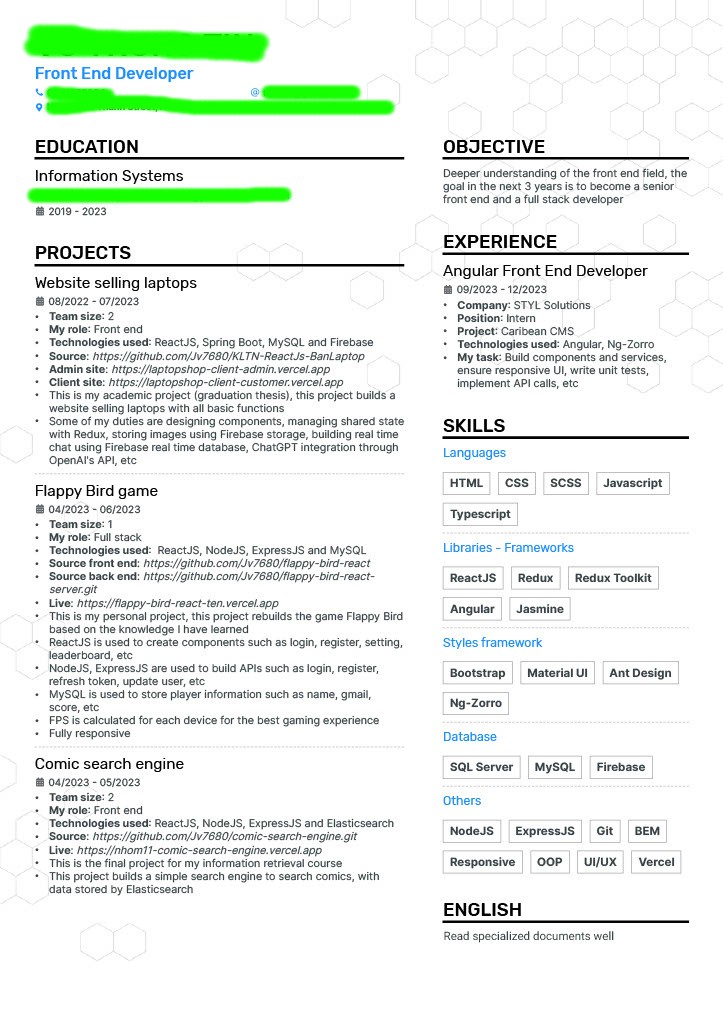 Front End Developer
@
EDUCATION
Information Systems
2019 - 2023
PROJECTS
Website selling laptops
08/2022 - 07/2023
• Team size: 2
• My role: Front end
• Technologies used: ReactJS, Spring Boot, MySQL and Firebase
• Source: https://github.com/Jv7680/KLTN-ReactJs-BanLaptop
• Admin site: https://laptopshop-client-admin.vercel.app
• Client site: https://laptopshop-client-customer.vercel.app
• This is my academic project (graduation thesis), this project builds a
website selling laptops with all basic functions
• Some of my duties are designing components, managing shared state
with Redux, storing images using Firebase storage, building real time
chat using Firebase real time database, ChatGPT integration through
OpenAI's API, etc
Flappy Bird game
04/2023 - 06/2023
• Team size: 1
• My role: Full stack
• Technologies used: ReactJS, NodeJS, ExpressJS and MySQL
• Source front end: https://github.com/Jv7680/flappy-bird-react
• Source back end: https://github.com/Jv7680/flappy-bird-react-
server.git
• Live: https://flappy-bird-react-ten.vercel.app
• This is my personal project, this project rebuilds the game Flappy Bird
based on the knowledge I have learned
• ReactJS is used to create components such as login, register, setting,
leaderboard, etc
• NodeJS, ExpressJS are used to build APIs such as login, register,
refresh token, update user, etc
• MySQL is used to store player information such as name, gmail,
score, etc
• FPS is calculated for each device for the best gaming experience
• Fully responsive
Comic search engine
04/2023 - 05/2023
• Team size: 2
• My role: Front end
• Technologies used: ReactJS, NodeJS, ExpressJS and Elasticsearch
• Source: https://github.com/Jv7680/comic-search-engine.git
• Live: https://nhom11-comic-search-engine.vercel.app
• This is the final project for my information retrieval course
• This project builds a simple search engine to search comics, with
data stored by Elasticsearch
OBJECTIVE
Deeper understanding of the front end field, the
goal in the next 3 years is to become a senior
front end and a full stack developer
EXPERIENCE
Angular Front End Developer
09/2023 - 12/2023
• Company: STYL Solutions
• Position: Intern
• Project: Caribean CMS
• Technologies used: Angular, Ng-Zorro
• My task: Build components and services,
ensure responsive UI, write unit tests,
implement API calls, etc
SKILLS
Languages
HTML CSS SCSS Javascript
Typescript
Libraries - Frameworks
ReactJS Redux Redux Toolkit
Angular Jasmine
Styles framework
Bootstrap Material UI Ant Design
Ng-Zorro
Database
SQL Server MySQL Firebase
Others
NodeJS ExpressJS Git BEM
Responsive OOP UI/UX Vercel
ENGLISH
Read specialized documents well